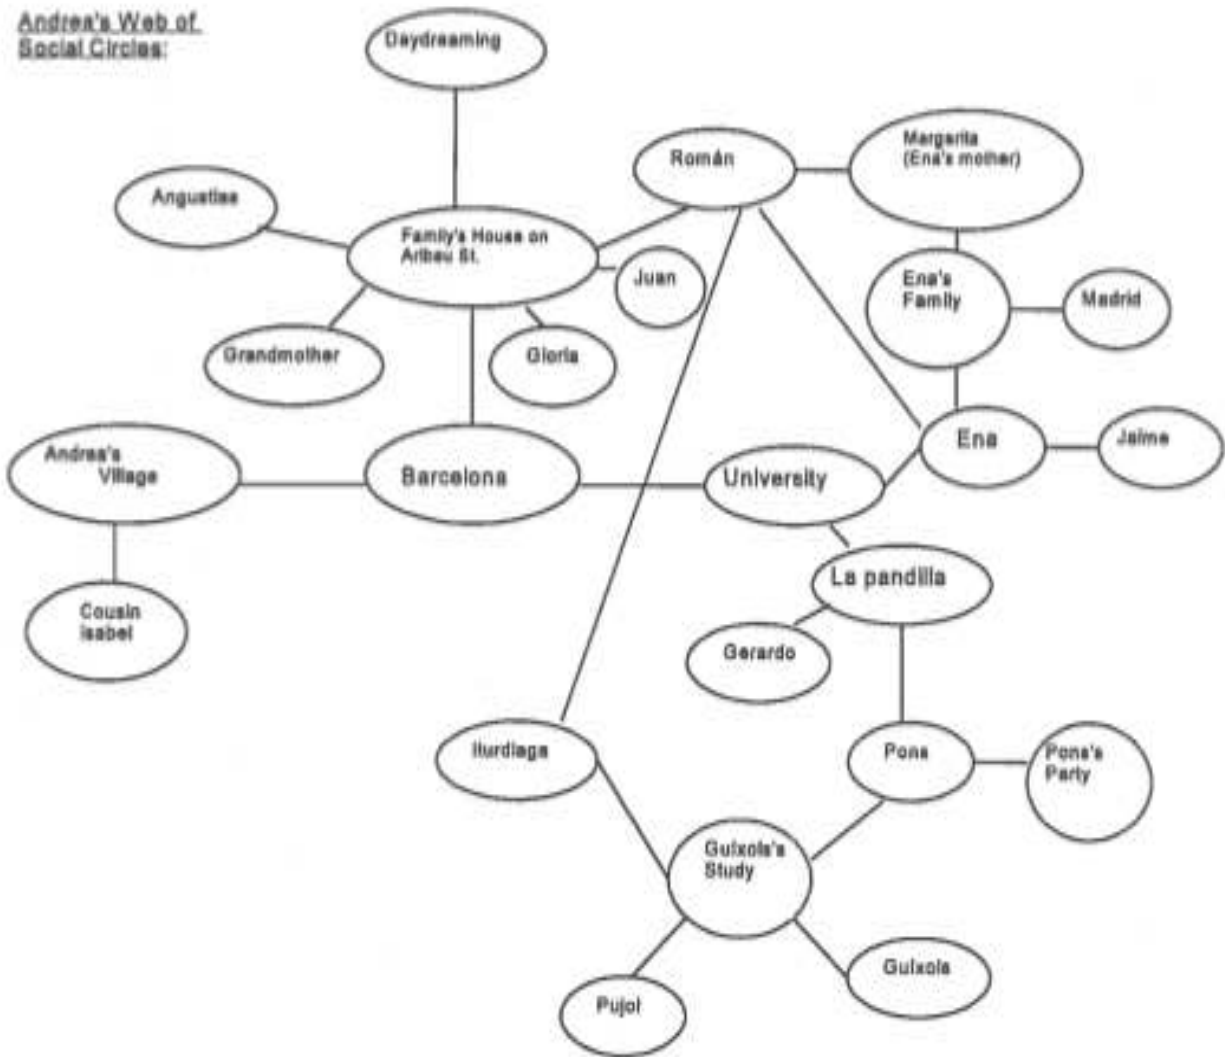 Andrea's Web of
Social Circles:
Daydreaming
Román
Margarita
(Ena's mother)
Angustias
Family's House on
Aribau St.
Juan
Ena's
Family
Madrid
Grandmother
Gloria
Andrea's
Village
Barcelona
University
Ena
Jaime
La pandilla
Cousin
Isabel
Gerardo
Iturdiaga
Pons
Pons's
Party
Guíxols's
Study
Guíxols
Pujol